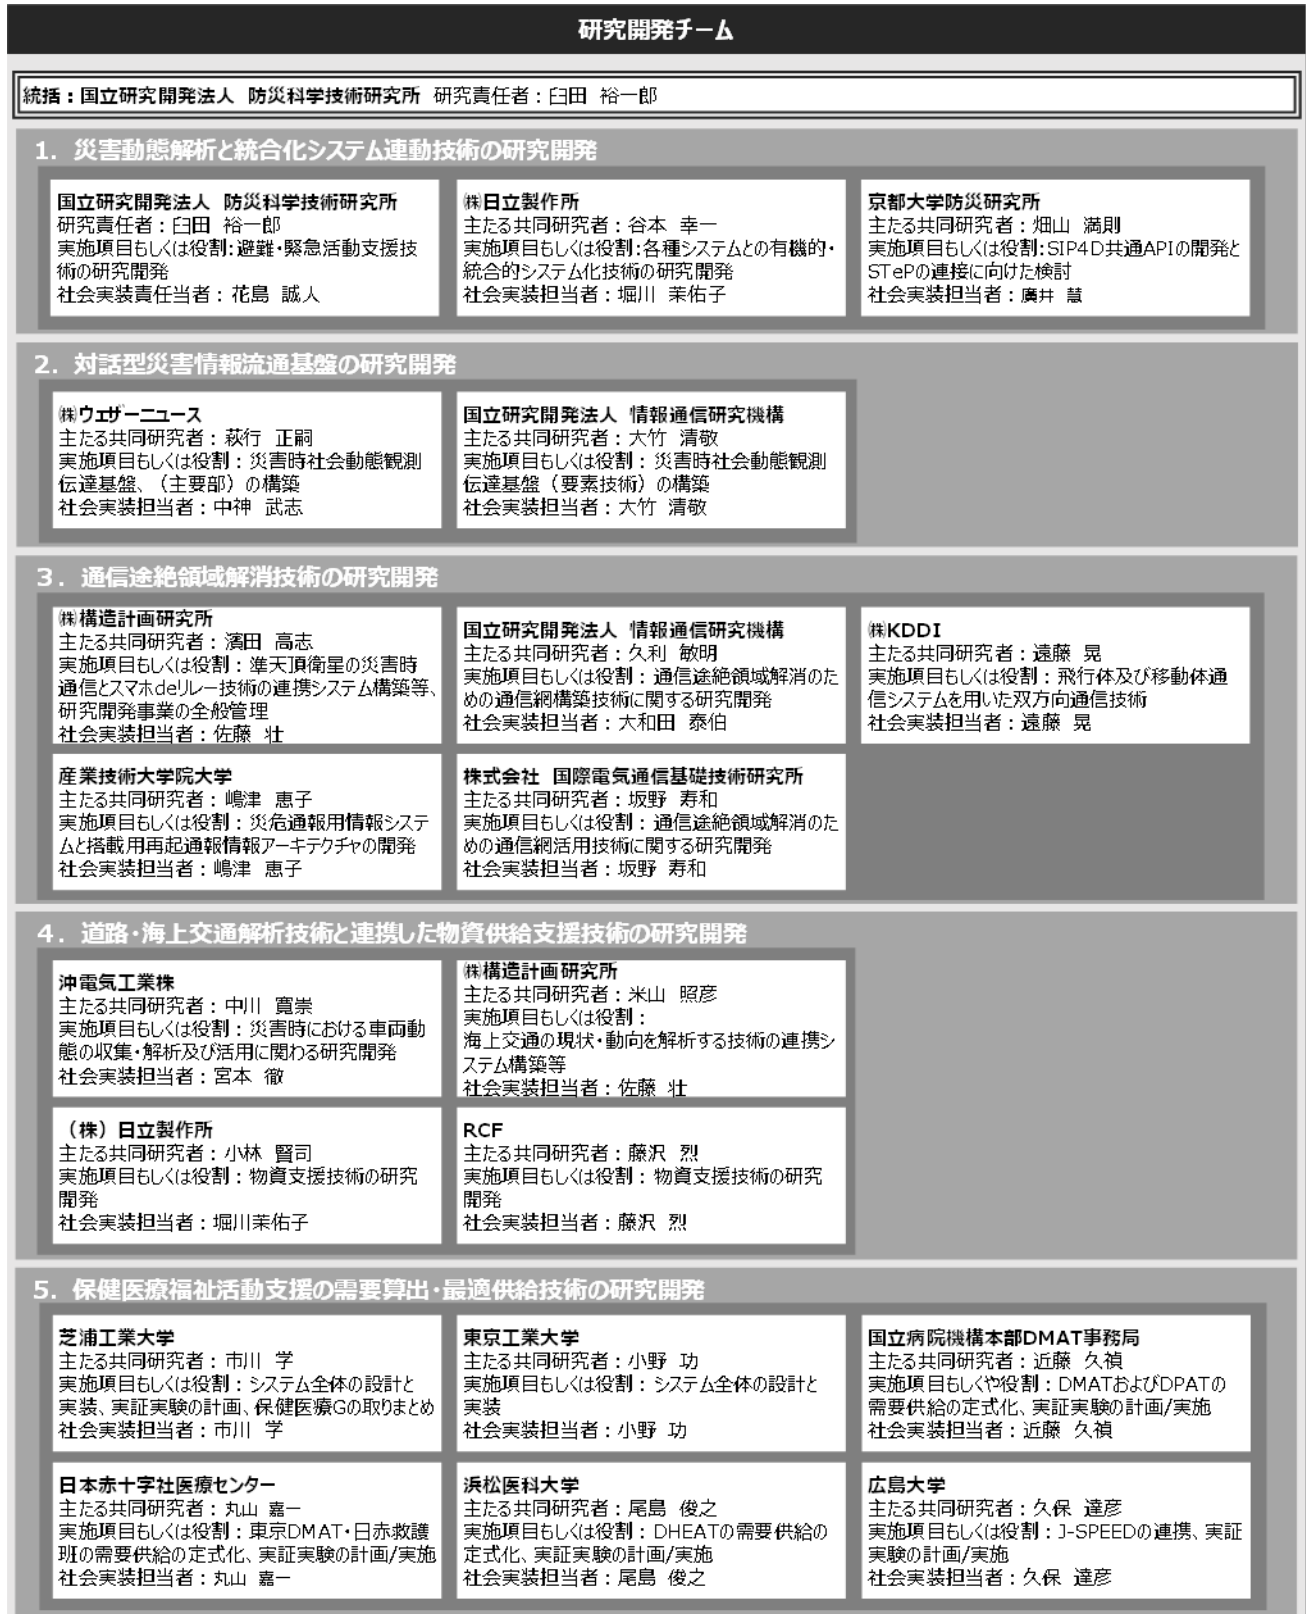 研究開発チーム
統括：国立研究開発法人　防災科学技術研究所　研究責任者：臼田　裕一郎
1．災害動態解析と統合化システム連動技術の研究開発
国立研究開発法人　防災科学技術研究所
研究責任者：臼田　裕一郎
実施項目もしくは役割:避難・緊急活動支援技
術の研究開発
社会実装責任当者：花島　誠人
㈱日立製作所
主たる共同研究者：谷本　幸一
実施項目もしくは役割:各種システムとの有機的・
統合的システム化技術の研究開発
社会実装担当者：堀川　茉佑子
京都大学防災研究所
主たる共同研究者：畑山　満則
実施項目もしくは役割:SIP4D共通APIの開発と
STePの連接に向けた検討
社会実装担当者：廣井　慧
2．対話型災害情報流通基盤の研究開発
㈱ウェザーニュース
主たる共同研究者：萩行　正嗣
実施項目もしくは役割：災害時社会動態観測
伝達基盤、（主要部）の構築
社会実装担当者：中神　武志
国立研究開発法人　情報通信研究機構
主たる共同研究者：大竹　清敬
実施項目もしくは役割：災害時社会動態観測
伝達基盤（要素技術）の構築
社会実装担当者：大竹　清敬
3．通信途絶領域解消技術の研究開発
㈱構造計画研究所
主たる共同研究者：濱田　高志
実施項目もしくは役割：準天頂衛星の災害時
通信とスマホdeリレー技術の連携システム構築等、
研究開発事業の全般管理
社会実装担当者：佐藤　壮
国立研究開発法人　情報通信研究機構
主たる共同研究者：久利　敏明
実施項目もしくは役割：通信途絶領域解消のた
めの通信網構築技術に関する研究開発
社会実装担当者：大和田　泰伯
㈱KDDI
主たる共同研究者：遠藤　晃
実施項目もしくは役割：飛行体及び移動体通
信システムを用いた双方向通信技術
社会実装担当者：遠藤　晃
産業技術大学院大学
主たる共同研究者：嶋津　恵子
実施項目もしくは役割：災危通報用情報システ
ムと搭載用再起通報情報アーキテクチャの開発
社会実装担当者：嶋津　恵子
株式会社　国際電気通信基礎技術研究所
主たる共同研究者：坂野　寿和
実施項目もしくは役割：通信途絶領域解消のた
めの通信網活用技術に関する研究開発
社会実装担当者：坂野　寿和
4．道路・海上交通解析技術と連携した物資供給支援技術の研究開発
沖電気工業株
主たる共同研究者：中川　寛崇
実施項目もしくは役割：災害時における車両動
態の収集・解析及び活用に関わる研究開発
社会実装担当者：宮本　徹
㈱構造計画研究所
主たる共同研究者：米山　照彦
実施項目もしくは役割：
海上交通の現状・動向を解析する技術の連携シ
ステム構築等
社会実装担当者：佐藤　壮
（株）日立製作所
主たる共同研究者：小林　賢司
実施項目もしくは役割：物資支援技術の研究
開発
社会実装担当者：堀川茉佑子
RCF
主たる共同研究者：藤沢　烈
実施項目もしくは役割：物資支援技術の研究
開発
社会実装担当者：藤沢　烈
5．保健医療福祉活動支援の需要算出・最適供給技術の研究開発
芝浦工業大学
主たる共同研究者：市川　学
実施項目もしくは役割：システム全体の設計と
実装、実証実験の計画、保健医療Gの取りまとめ
社会実装担当者：市川　学
東京工業大学
主たる共同研究者：小野　功
実施項目もしくは役割：システム全体の設計と
実装
社会実装担当者：小野　功
国立病院機構本部DMAT事務局
主たる共同研究者：近藤　久禎
実施項目もしくや役割：DMATおよびDPATの
需要供給の定式化、実証実験の計画/実施
社会実装担当者：近藤　久禎
日本赤十字社医療センター
主たる共同研究者：丸山　嘉一
実施項目もしくは役割：東京DMAT・日赤救護
班の需要供給の定式化、実証実験の計画/実施
社会実装担当者：丸山　嘉一
浜松医科大学
主たる共同研究者：尾島　俊之
実施項目もしくは役割：DHEATの需要供給の
定式化、実証実験の計画/実施
社会実装担当者：尾島　俊之
広島大学
主たる共同研究者：久保　達彦
実施項目もしくは役割：J-SPEEDの連携、実証
実験の計画/実施
社会実装担当者：久保　達彦